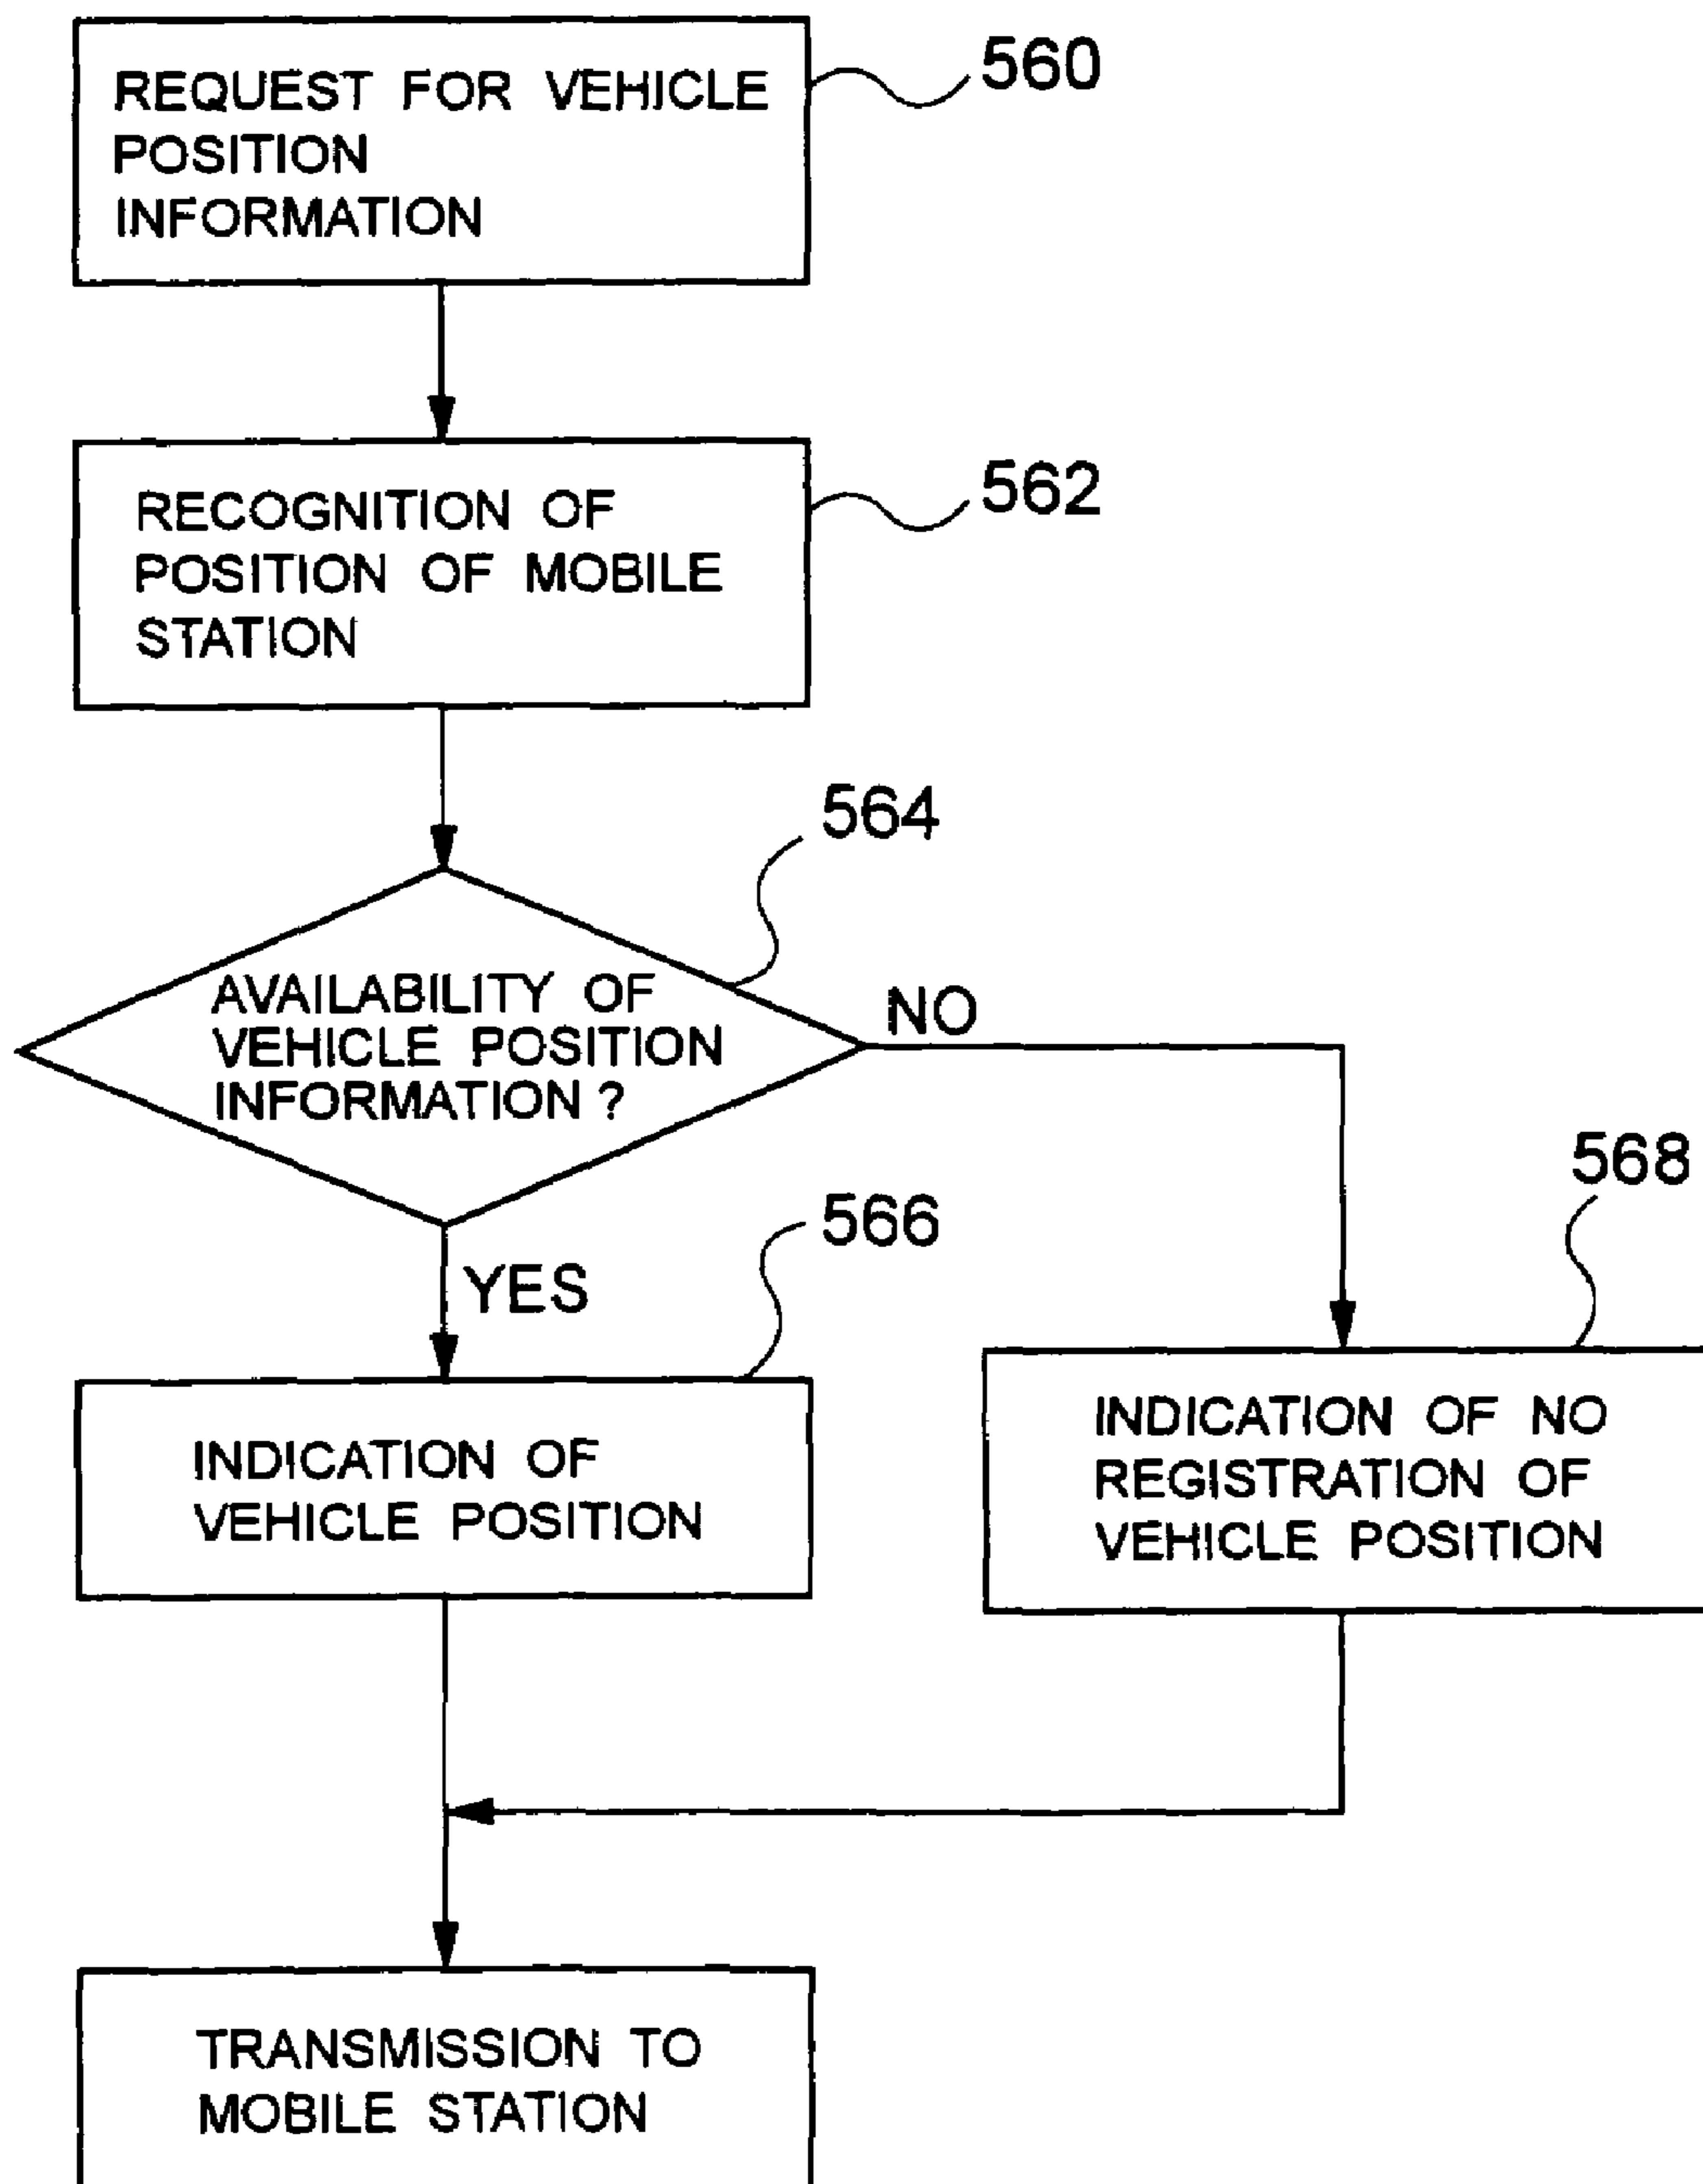 REQUEST FOR VEHICLE
POSITION
INFORMATION
560
RECOGNITION OF
POSITION OF MOBILE
STATION
562
564
AVAILABILITY OF
VEHICLE POSITION
INFORMATION ?
NO
YES
566
568
INDICATION OF
VEHICLE POSITION
INDICATION OF NO
REGISTRATION OF
VEHICLE POSITION
TRANSMISSION TO
MOBILE STATION